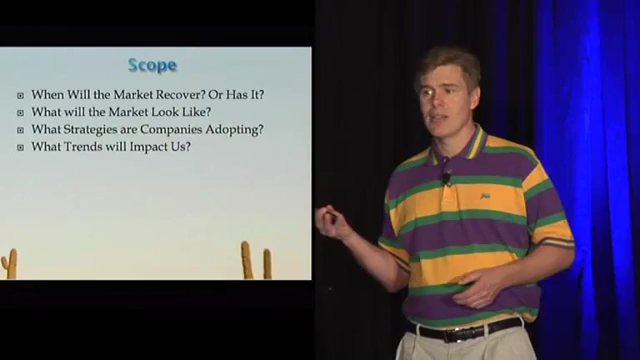 Scope
When Will the Market Recover? Or Has It?
What will the Market Look Like?
What Strategies are Companies Adopting?
What Trends will Impact Us?